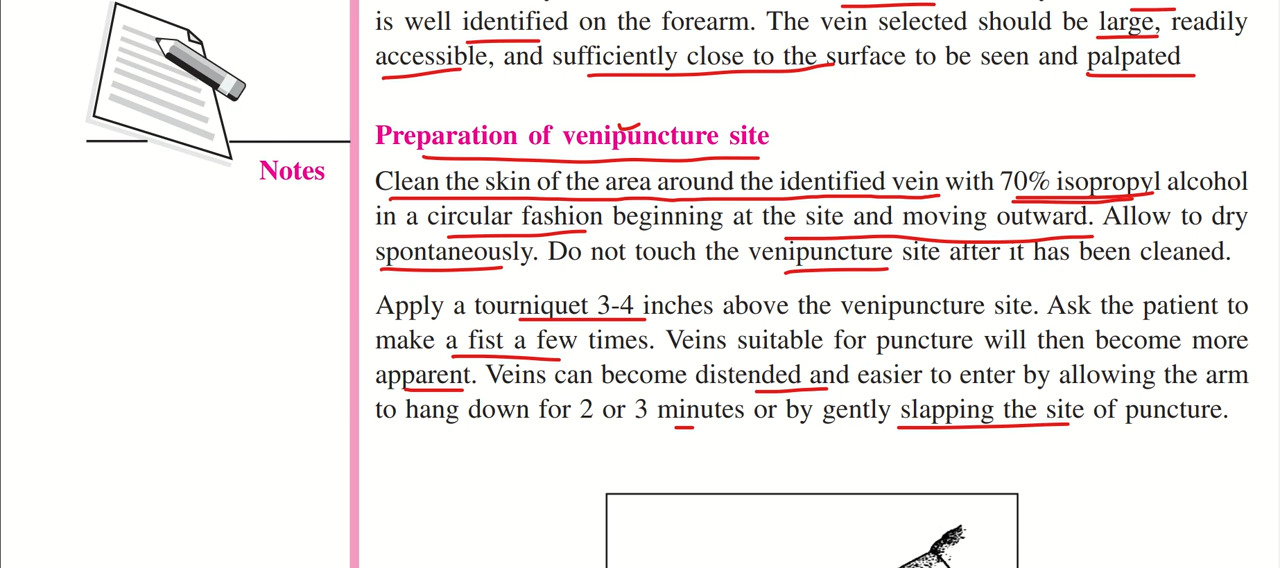 is well identified on the forearm. The vein selected should be large, readily
accessible, and sufficiently close to the surface to be seen and palpated
Preparation of venipuncture site
Notes
Clean the skin of the area around the identified vein with 70% isopropyl alcohol
in a circular fashion beginning at the site and moving outward. Allow to dry
spontaneously. Do not touch the venipuncture site after it has been cleaned.
Apply a tourniquet 3-4 inches above the venipuncture site. Ask the patient to
make a fist a few times. Veins suitable for puncture will then become more
apparent. Veins can become distended and easier to enter by allowing the arm
to hang down for 2 or 3 minutes or by gently slapping the site of puncture.